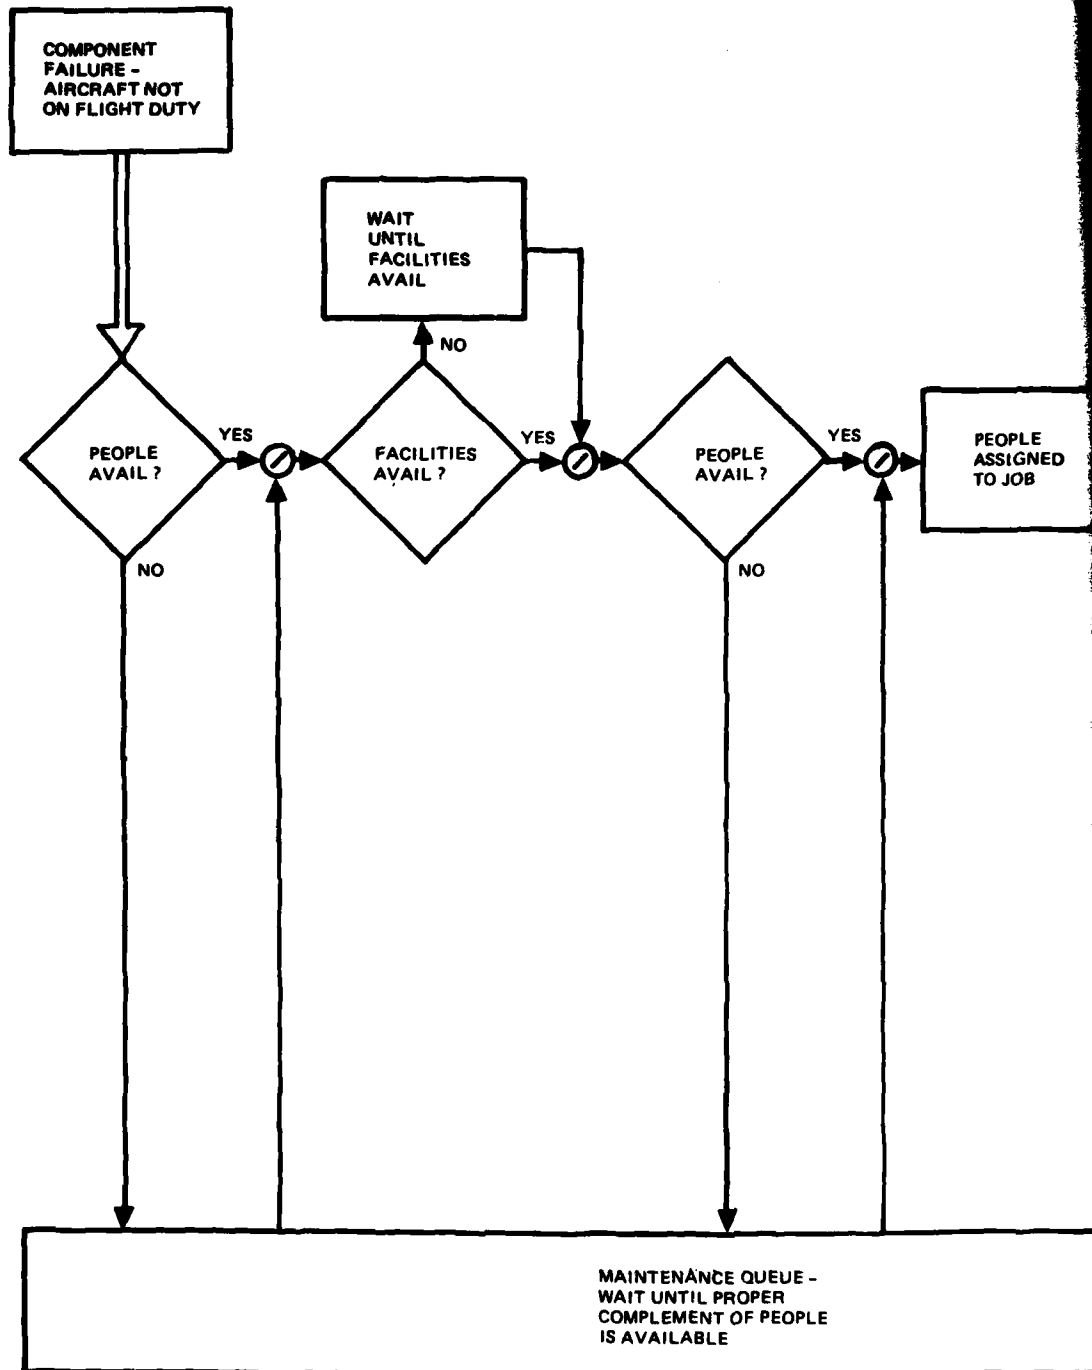 COMPONENT
FAILURE -
AIRCRAFT NOT
ON FLIGHT DUTY
WAIT
UNTIL
FACILITIES
AVAIL
NO
PEOPLE
AVAIL ?
YES
FACILITIES
AVAIL ?
YES
PEOPLE
AVAIL ?
YES
PEOPLE
ASSIGNED
TO JOB
NO
NO
MAINTENANCE QUEUE -
WAIT UNTIL PROPER
COMPLEMENT OF PEOPLE
IS AVAILABLE